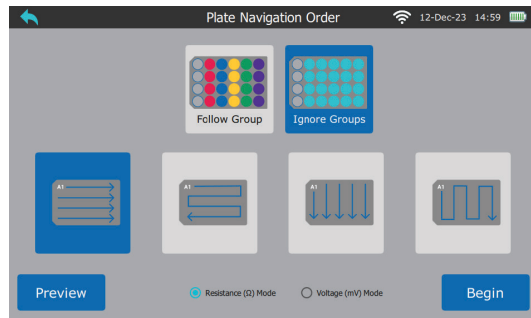 Plate Navigation Order
12-Dec-23 14:59
Follow Group
Ignore Groups
A1
A1
A1
A1
Preview
Resistance (Ω) Mode
Voltage (mV) Mode
Begin